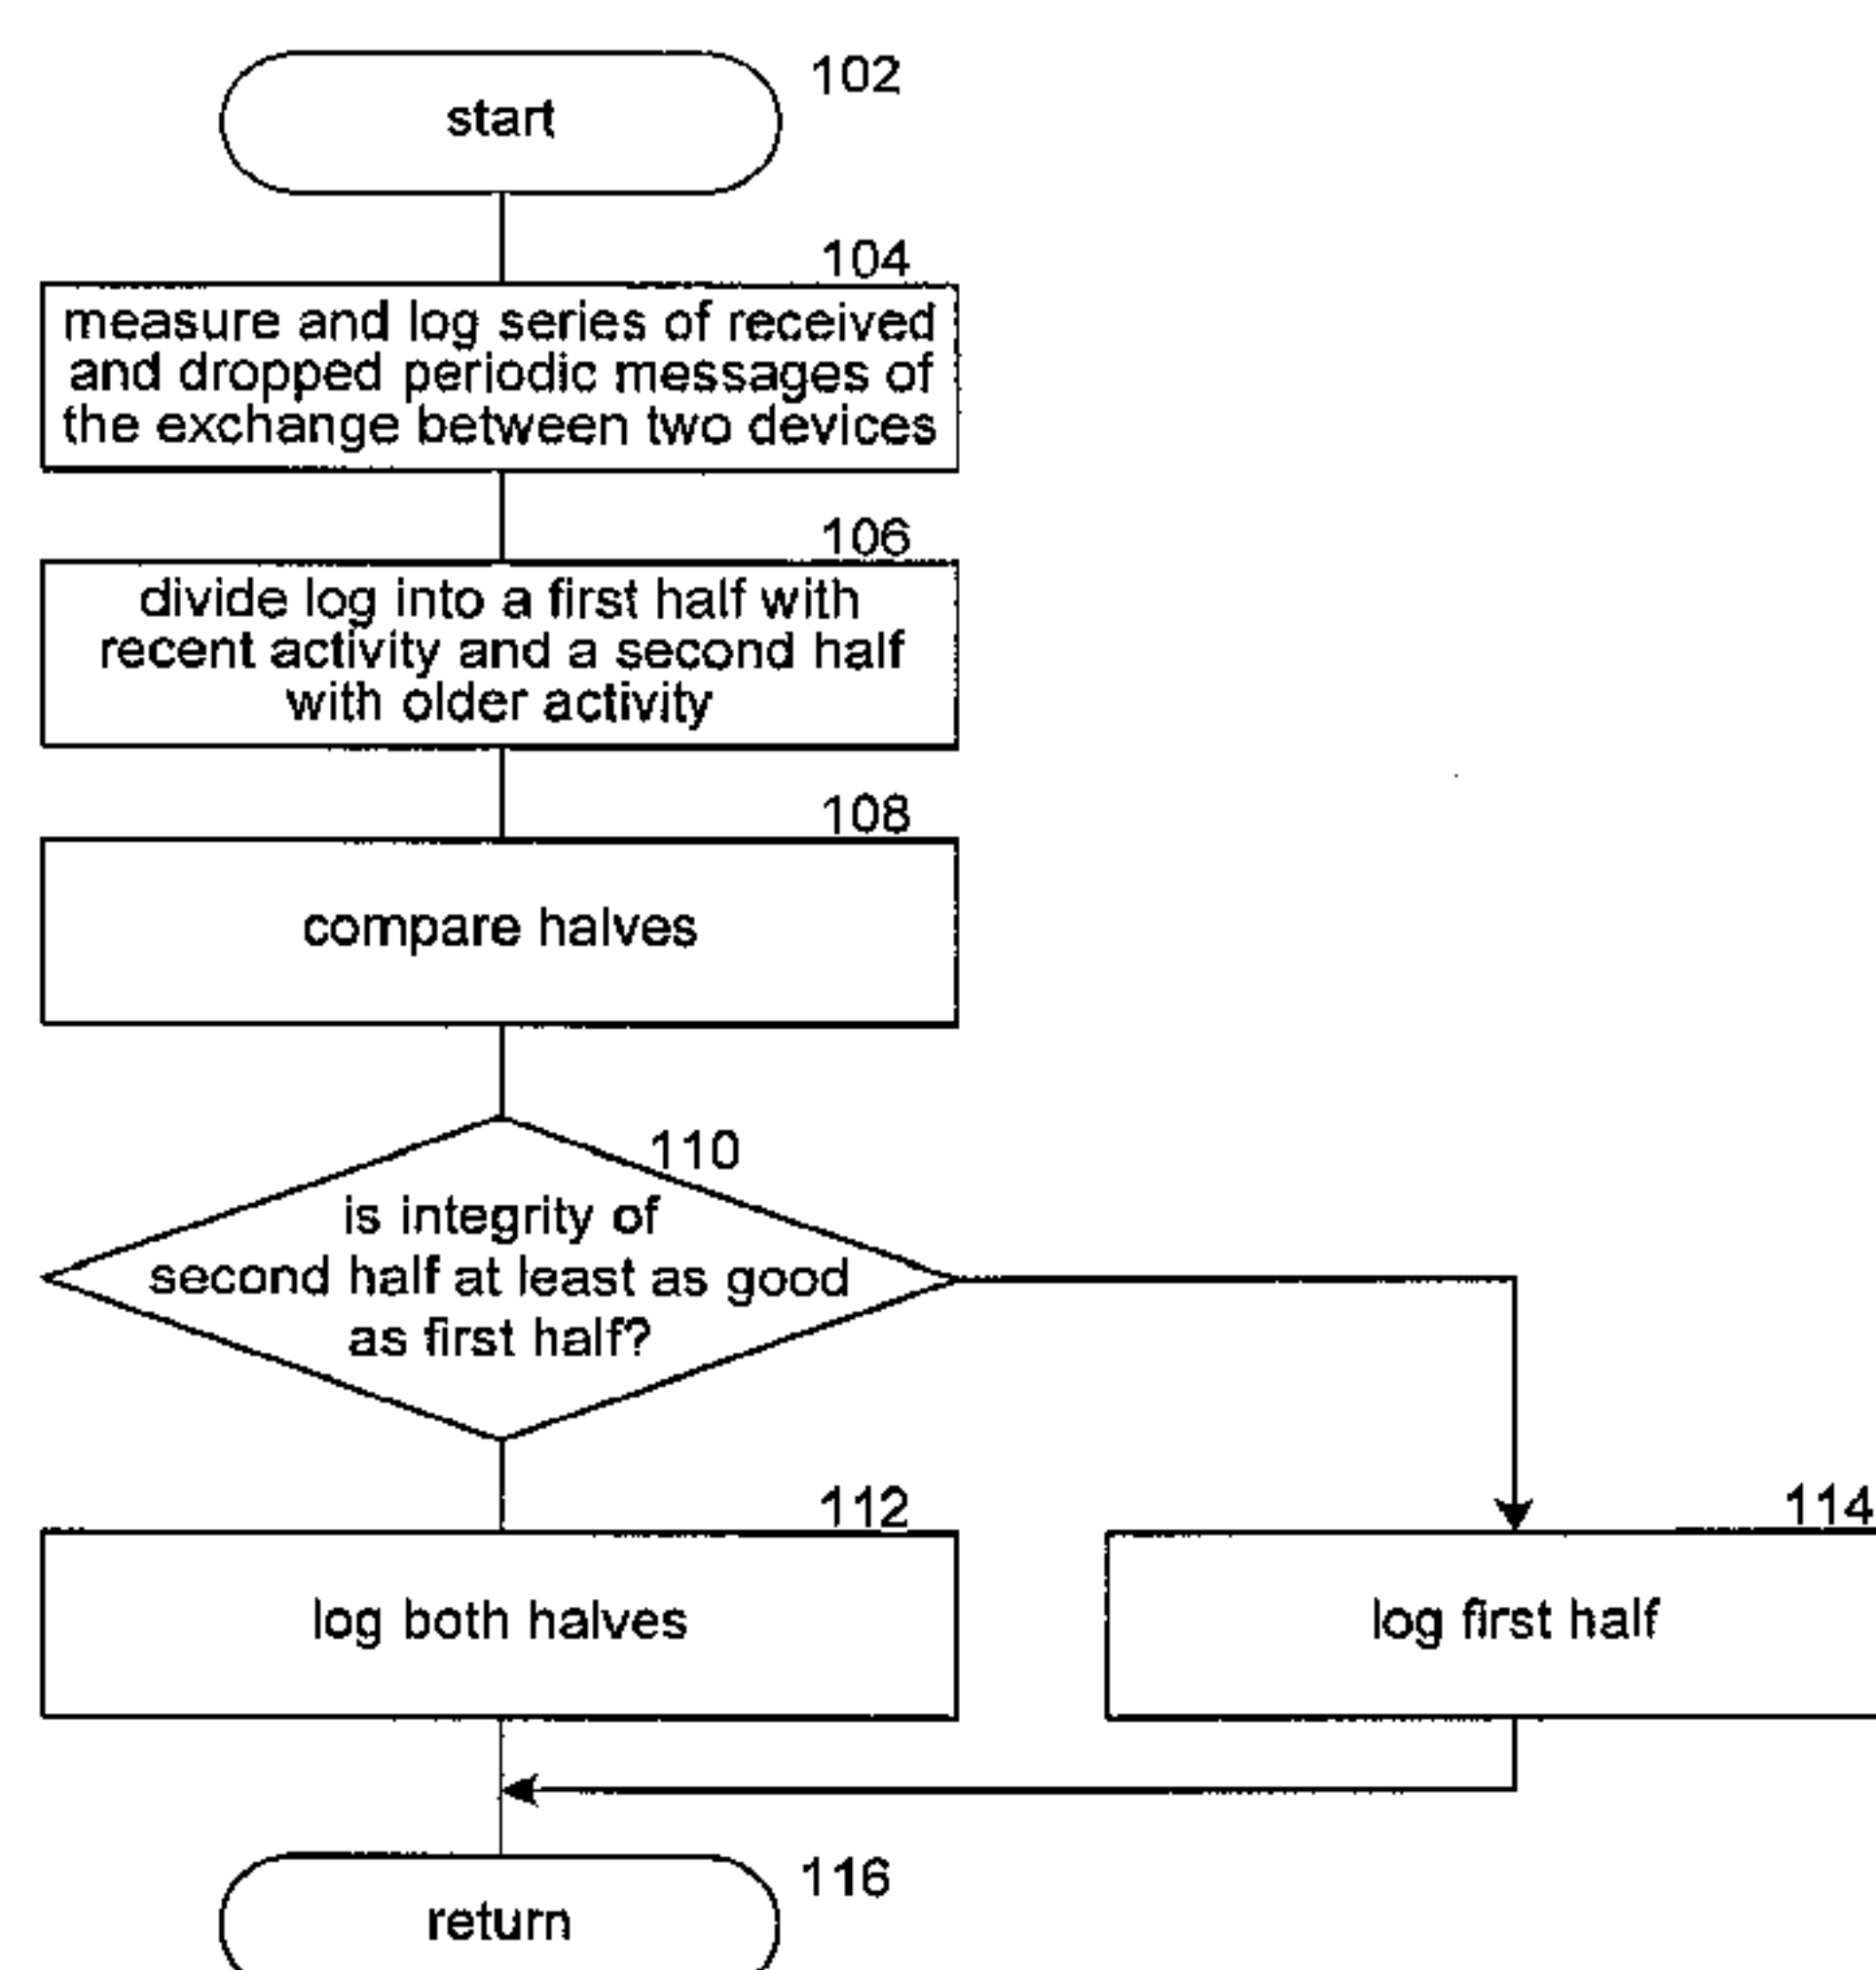 102
start
104
measure and log series of received
and dropped periodic messages of
the exchange between two devices
106
divide log into a first half with
recent activity and a second half
with older activity
108
compare halves
110
is integrity of
second half at least as good
as first half?
112
log both halves
114
log first half
116
return